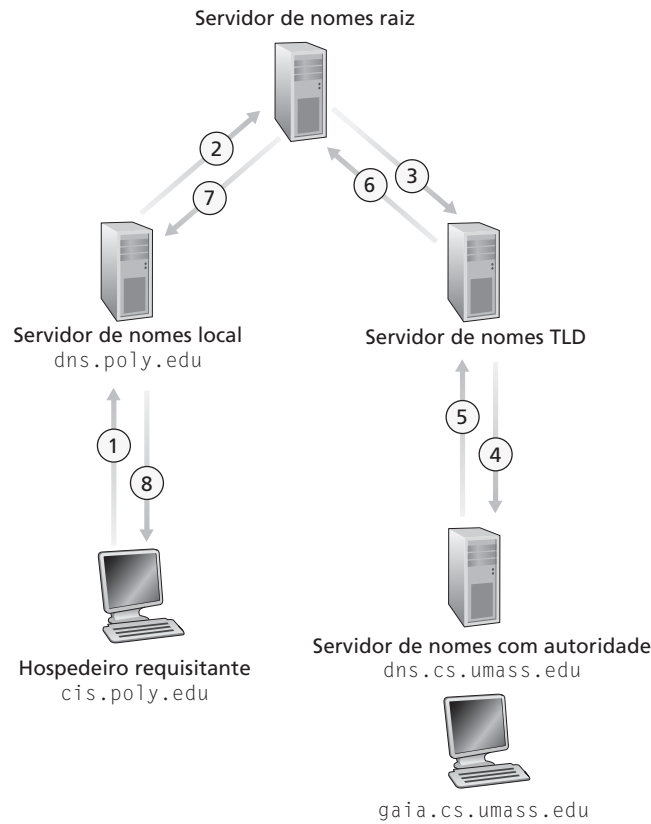 Servidor de nomes raiz
2
3
7
6
Servidor de nomes local
dns.poly.edu
Servidor de nomes TLD
1
8
5
4
Hospedeiro requisitante
cis.poly.edu
Servidor de nomes com autoridade
dns.cs.umass.edu
gaia.cs.umass.edu